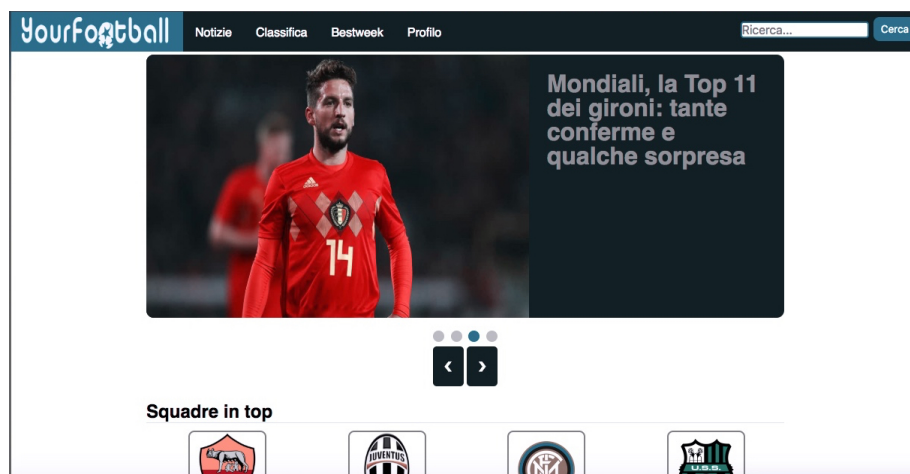 YourFootball
Notizie
Classifica
Bestweek
Profilo
Ricerca...
Cerca
Mondiali, la Top 11
dei gironi: tante
conferme e
qualche sorpresa
adidas
14
‹ ›
Squadre in top
JUVENTUS
U.S.S.